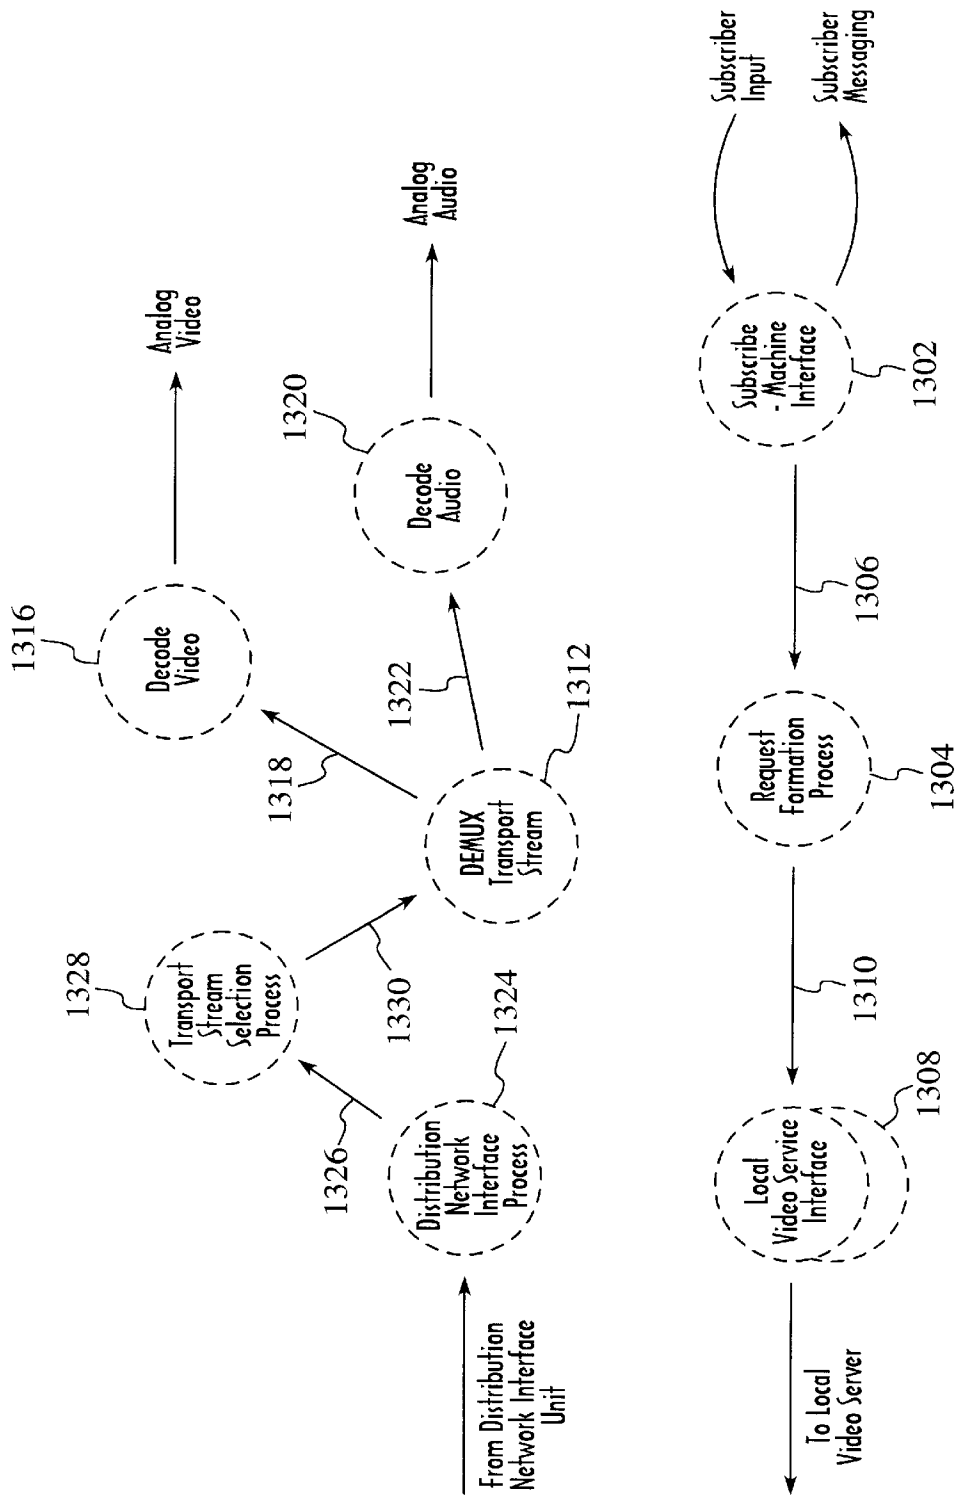 From Distribution
Network Interface
Unit
Distribution
Network
Interface
Process
1324
1326
Transport
Stream
Selection
Process
1328
1330
DEMUX
Transport
Stream
1312
1318
Decode
Video
1316
Analog
Video
1322
Decode
Audio
1320
Analog
Audio
To Local
Video Server
Local
Video Service
Interface
1308
1310
Request
Formation
Process
1304
1306
Subscribe
- Machine
Interface
1302
Subscriber
Input
Subscriber
Messaging